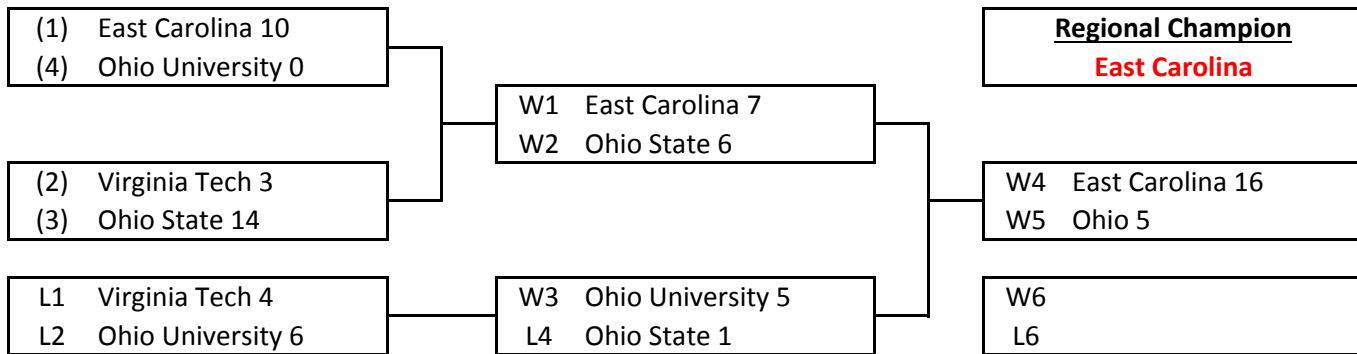 (1) East Carolina 10
(4) Ohio University 0
Regional Champion
East Carolina
W1 East Carolina 7
W2 Ohio State 6
(2) Virginia Tech 3
(3) Ohio State 14
W4 East Carolina 16
W5 Ohio 5
L1 Virginia Tech 4
L2 Ohio University 6
W3 Ohio University 5
L4 Ohio State 1
W6
L6